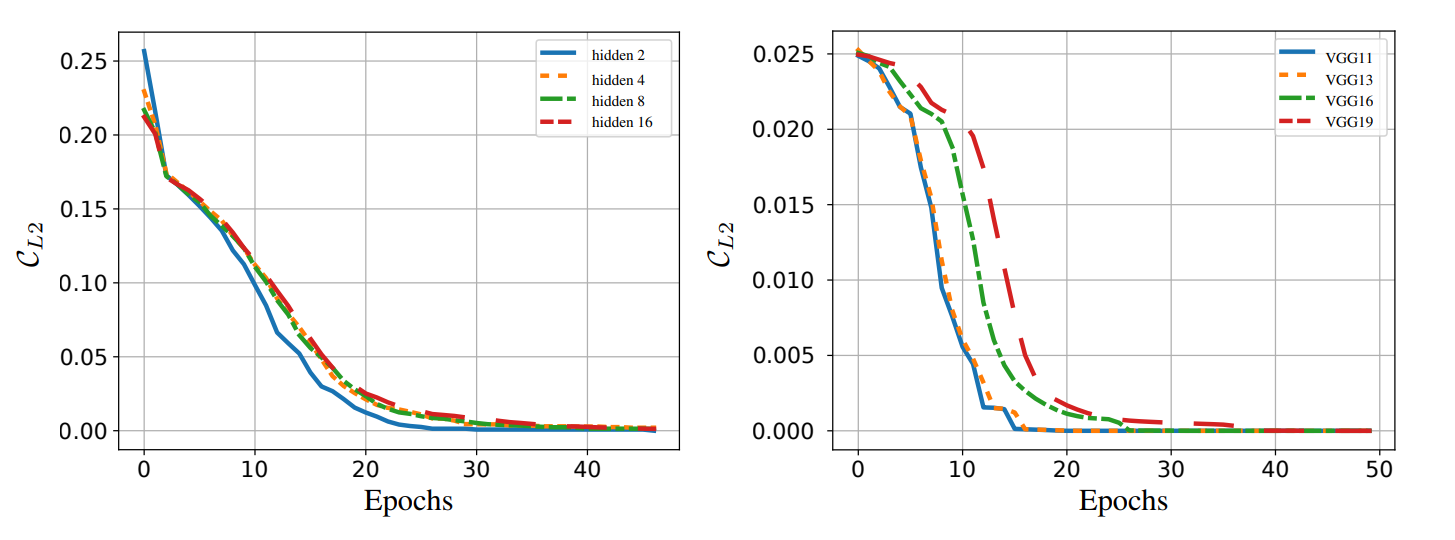 0.25
0.20
0.15
0.10
0.05
0.00
C_{L2}
0 10 20 30 40
Epochs
hidden 2
hidden 4
hidden 8
hidden 16
0.025
0.020
0.015
0.010
0.005
0.000
C_{L2}
0 10 20 30 40 50
Epochs
VGG11
VGG13
VGG16
VGG19